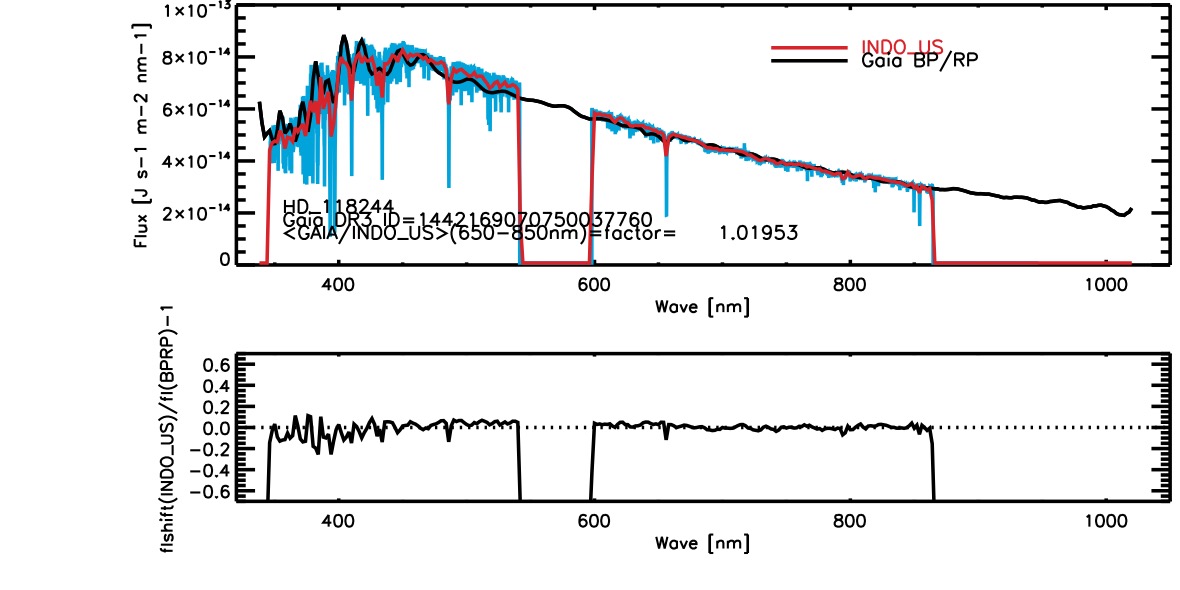 1×10−13
8×10−14
6×10−14
4×10−14
2×10−14
0
Flux [J s−1 m−2 nm−1]
INDO_US
Gaia BP/RP
HD_118244
Gaia DR3 ID=1442169070750037760
<GAIA/INDO_US>(650−850nm)=factor= 1.01953
400 600 800 1000
Wave [nm]
flshift(INDO_US)/fl(BPRP)−1
0.6
0.4
0.2
0.0
−0.2
−0.4
−0.6
400 600 800 1000
Wave [nm]